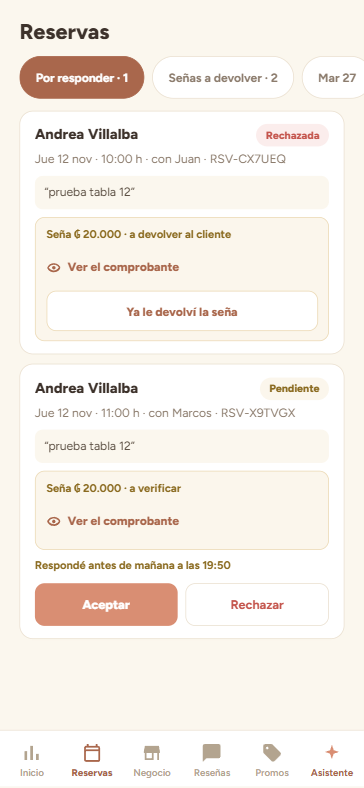 Reservas
Por responder · 1
Señas a devolver · 2
Mar 27
Andrea Villalba
Rechazada
Jue 12 nov · 10:00 h · con Juan · RSV-CX7UEQ
“prueba tabla 12”
Seña ₲ 20.000 · a devolver al cliente
Ver el comprobante
Ya le devolví la seña
Andrea Villalba
Pendiente
Jue 12 nov · 11:00 h · con Marcos · RSV-X9TVGX
“prueba tabla 12”
Seña ₲ 20.000 · a verificar
Ver el comprobante
Respondé antes de mañana a las 19:50
Aceptar
Rechazar
Inicio
Reservas
Negocio
Reseñas
Promos
Asistente